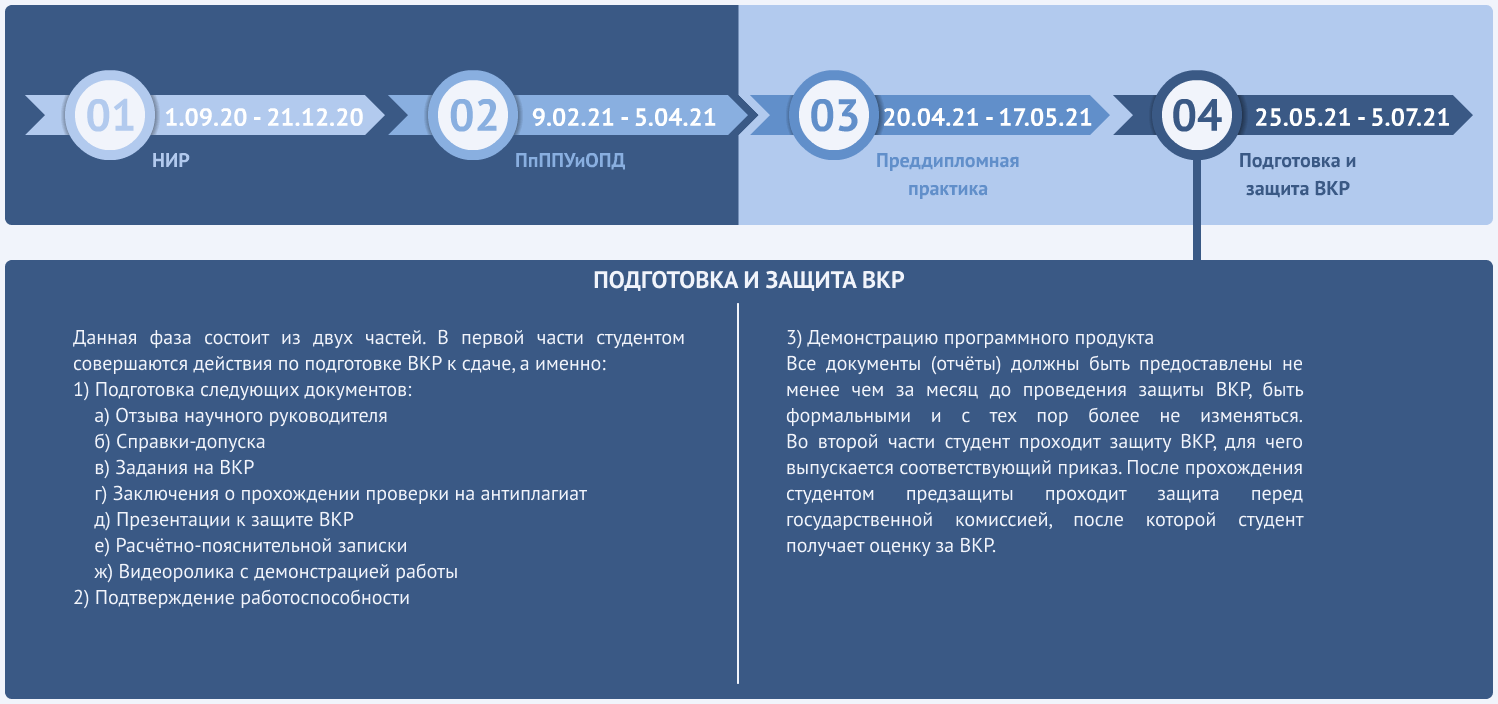 01
1.09.20 - 21.12.20
НИР
02
9.02.21 - 5.04.21
ПпППУиОПД
03
20.04.21 - 17.05.21
Преддипломная
практика
04
25.05.21 - 5.07.21
Подготовка и
защита ВКР
ПОДГОТОВКА И ЗАЩИТА ВКР
Данная фаза состоит из двух частей. В первой части студентом
совершаются действия по подготовке ВКР к сдаче, а именно:
1) Подготовка следующих документов:
а) Отзыва научного руководителя
б) Справки-допуска
в) Задания на ВКР
г) Заключения о прохождении проверки на антиплагиат
д) Презентации к защите ВКР
е) Расчётно-пояснительной записки
ж) Видеоролика с демонстрацией работы
2) Подтверждение работоспособности
3) Демонстрацию программного продукта
Все документы (отчёты) должны быть предоставлены не
менее чем за месяц до проведения защиты ВКР, быть
формальными и с тех пор более не изменяться.
Во второй части студент проходит защиту ВКР, для чего
выпускается соответствующий приказ. После прохождения
студентом предзащиты проходит защита перед
государственной комиссией, после которой студент
получает оценку за ВКР.